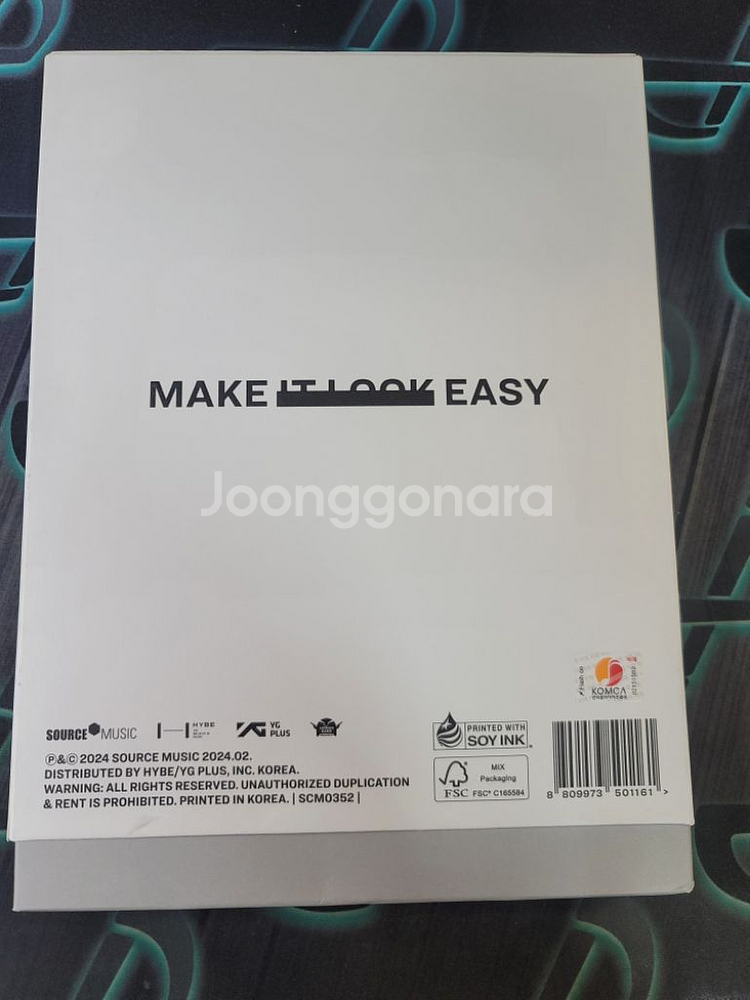 MAKE IT LOOK EASY
Joonggonara
KOMCA
SOURCE MUSIC
HYBE
YG PLUS
PRINTED WITH
SOY INK
℗&© 2024 SOURCE MUSIC 2024.02.
DISTRIBUTED BY HYBE/YG PLUS, INC. KOREA.
WARNING: ALL RIGHTS RESERVED. UNAUTHORIZED DUPLICATION
& RENT IS PROHIBITED. PRINTED IN KOREA. | SCM0352 |
MIX
Packaging
FSC
FSC® C165584
8 809973 501161 >